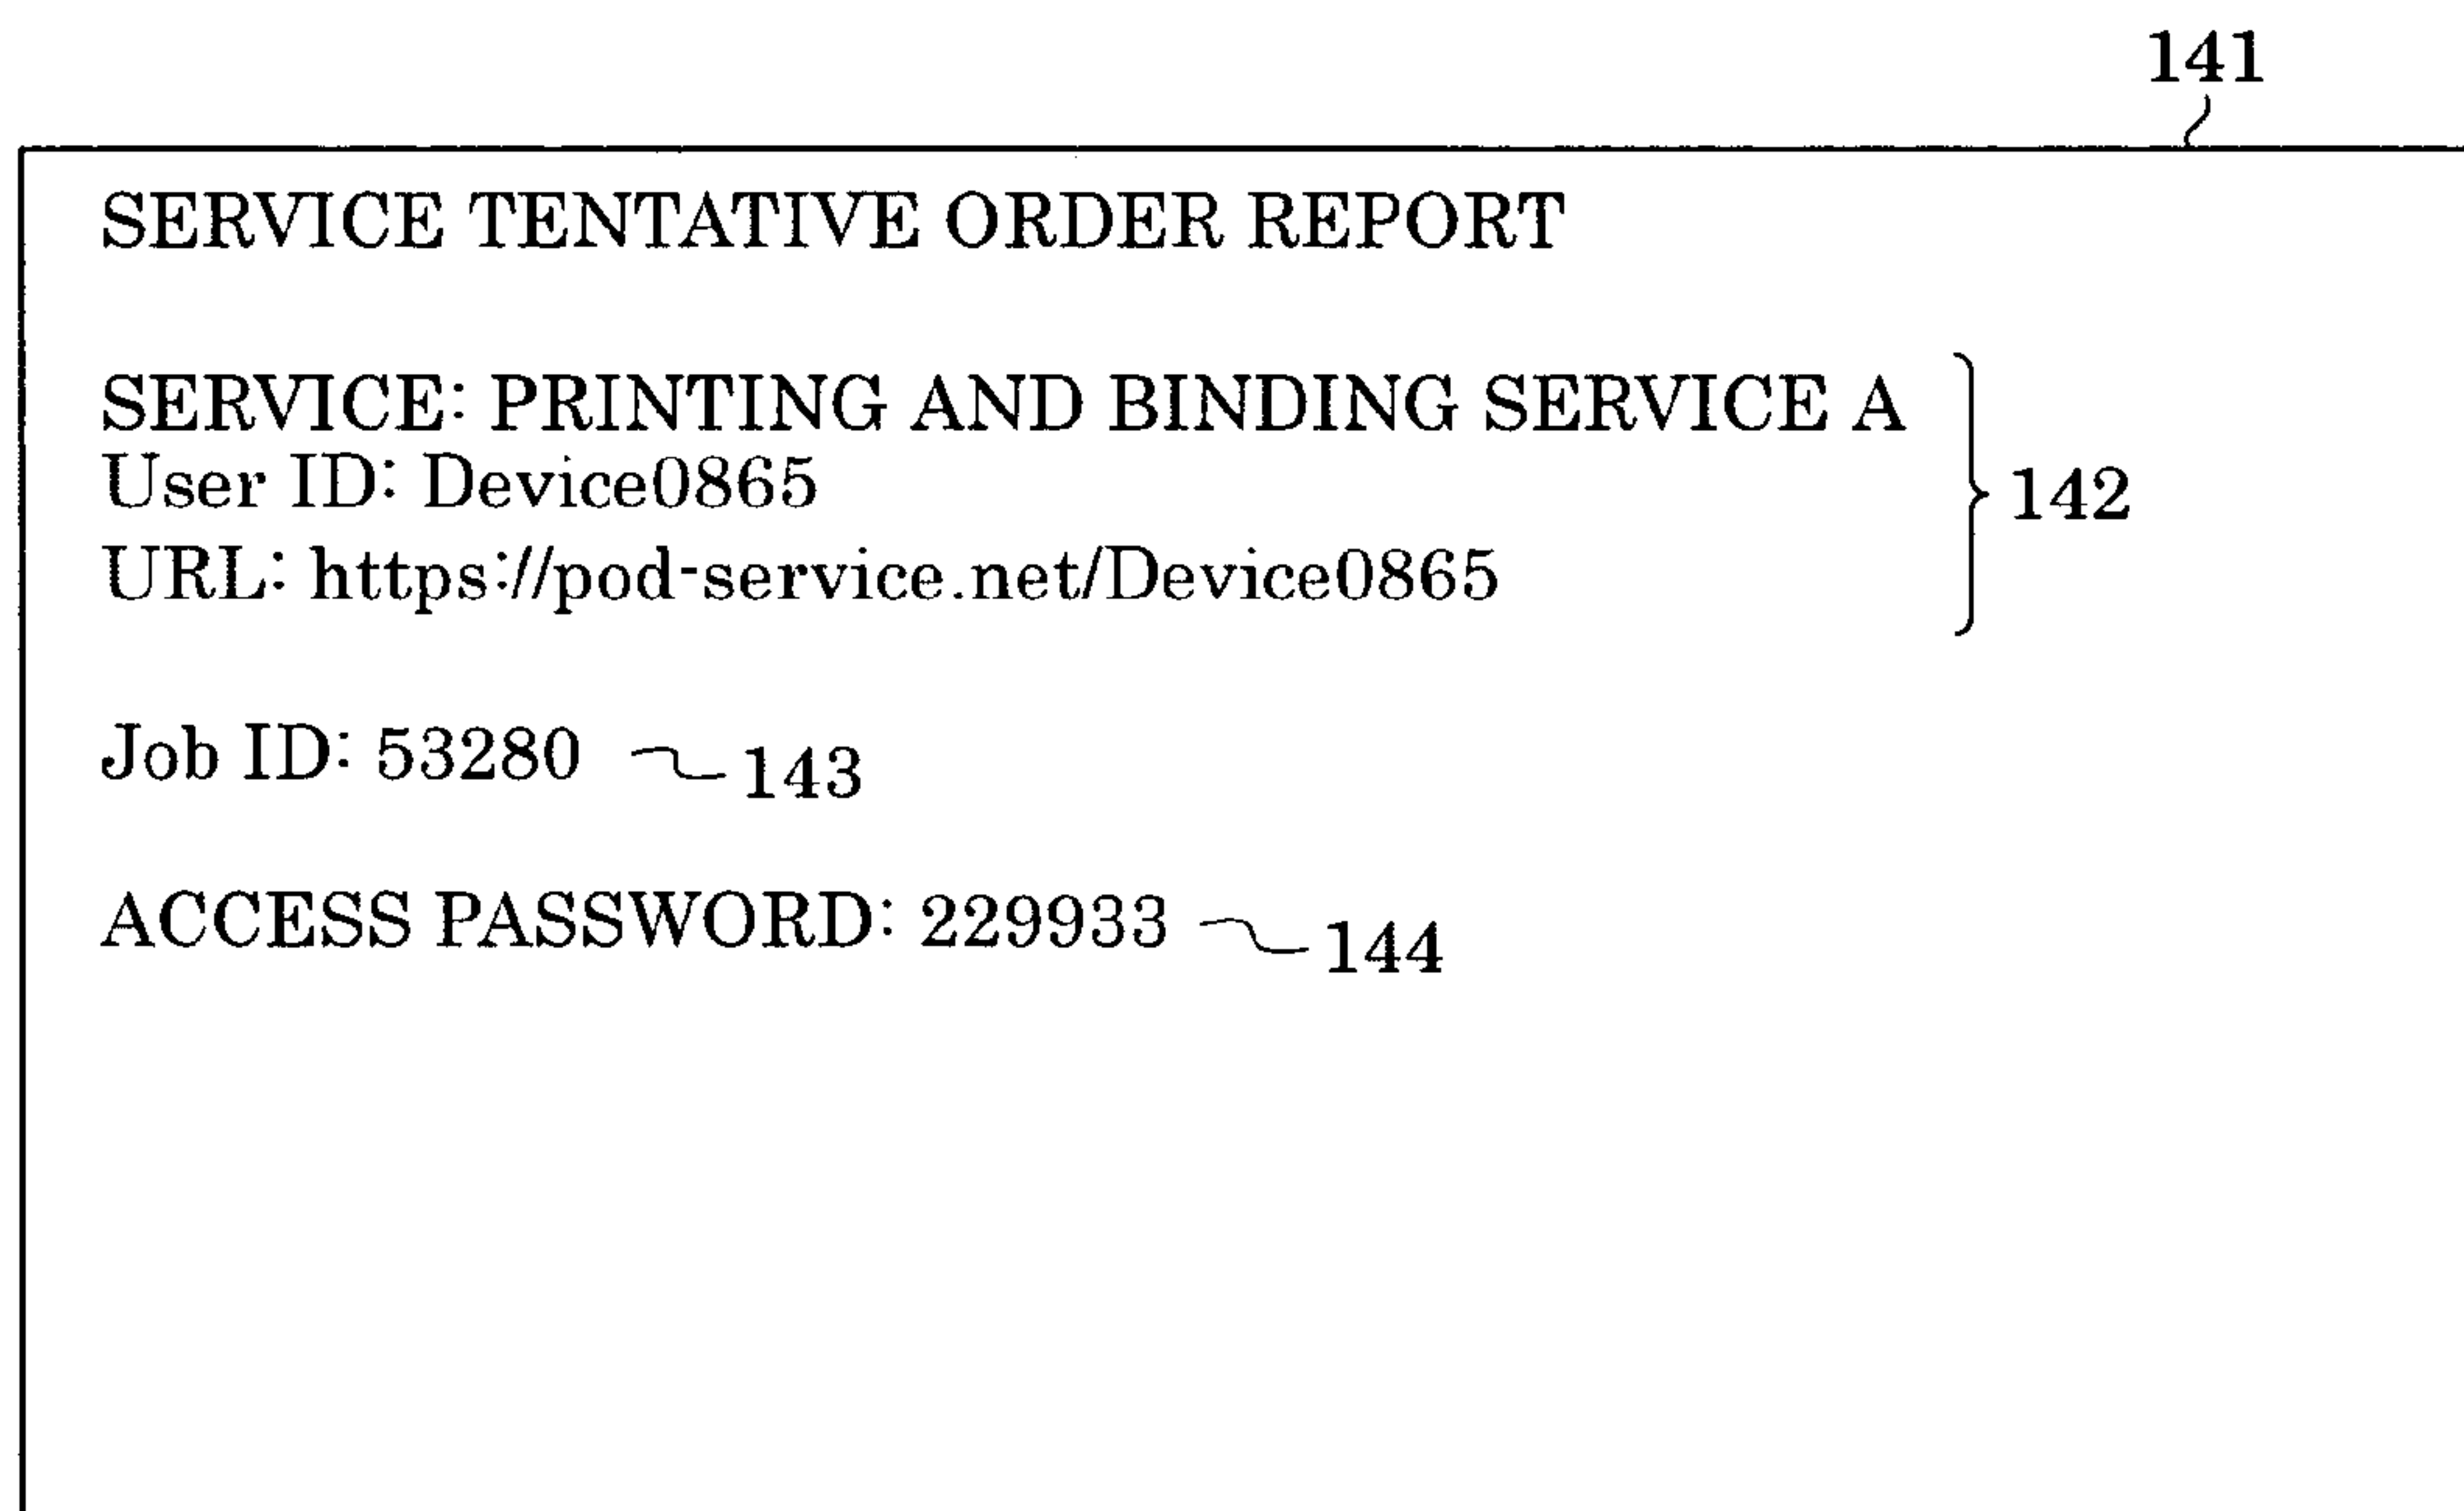 141
SERVICE TENTATIVE ORDER REPORT
SERVICE: PRINTING AND BINDING SERVICE A
User ID: Device0865
URL: https://pod-service.net/Device0865
142
Job ID: 53280 143
ACCESS PASSWORD: 229933 144